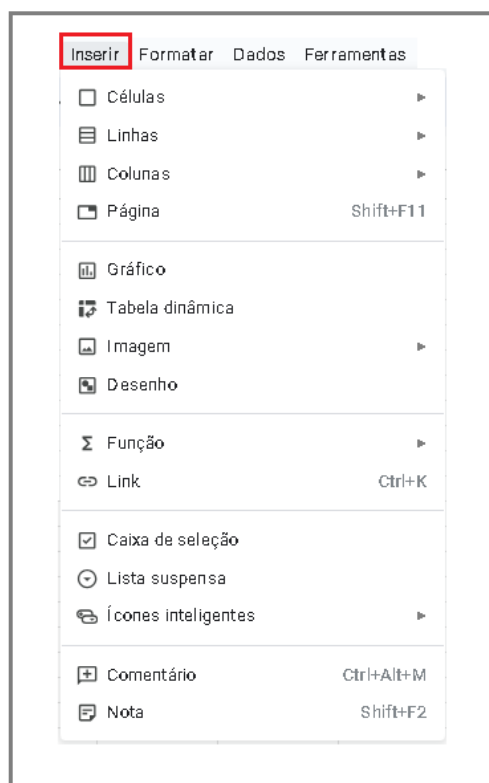 Inserir Formatar Dados Ferramentas
Células
Linhas
Colunas
Página Shift+F11
Gráfico
Tabela dinâmica
Imagem
Desenho
Função
Link Ctrl+K
Caixa de seleção
Lista suspensa
Ícones inteligentes
Comentário Ctrl+Alt+M
Nota Shift+F2